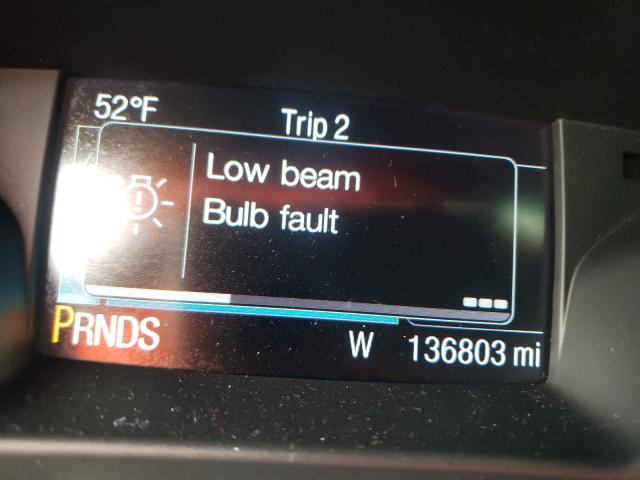 52°F
Trip 2
Low beam
Bulb fault
PRNDS
W
136803 mi